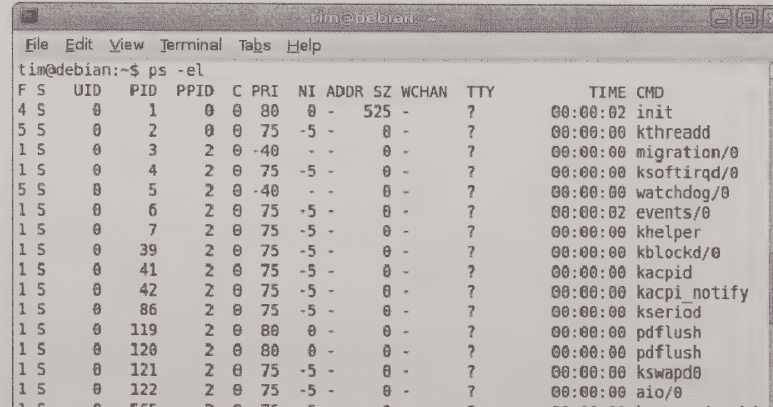 tim@debian: ~
File Edit View Terminal Tabs Help
tim@debian:~$ ps -el
F S UID PID PPID C PRI NI ADDR SZ WCHAN TTY TIME CMD
4 S 0 1 0 0 80 0 - 525 - ? 00:00:02 init
5 S 0 2 0 0 75 -5 - 0 - ? 00:00:00 kthreadd
1 S 0 3 2 0 -40 - - 0 - ? 00:00:00 migration/0
1 S 0 4 2 0 75 -5 - 0 - ? 00:00:00 ksoftirqd/0
5 S 0 5 2 0 -40 - - 0 - ? 00:00:00 watchdog/0
1 S 0 6 2 0 75 -5 - 0 - ? 00:00:02 events/0
1 S 0 7 2 0 75 -5 - 0 - ? 00:00:00 khelper
1 S 0 39 2 0 75 -5 - 0 - ? 00:00:00 kblockd/0
1 S 0 41 2 0 75 -5 - 0 - ? 00:00:00 kacpid
1 S 0 42 2 0 75 -5 - 0 - ? 00:00:00 kacpi_notify
1 S 0 86 2 0 75 -5 - 0 - ? 00:00:00 kseriod
1 S 0 119 2 0 80 0 - 0 - ? 00:00:00 pdflush
1 S 0 120 2 0 80 0 - 0 - ? 00:00:00 pdflush
1 S 0 121 2 0 75 -5 - 0 - ? 00:00:00 kswapd0
1 S 0 122 2 0 75 -5 - 0 - ? 00:00:00 aio/0